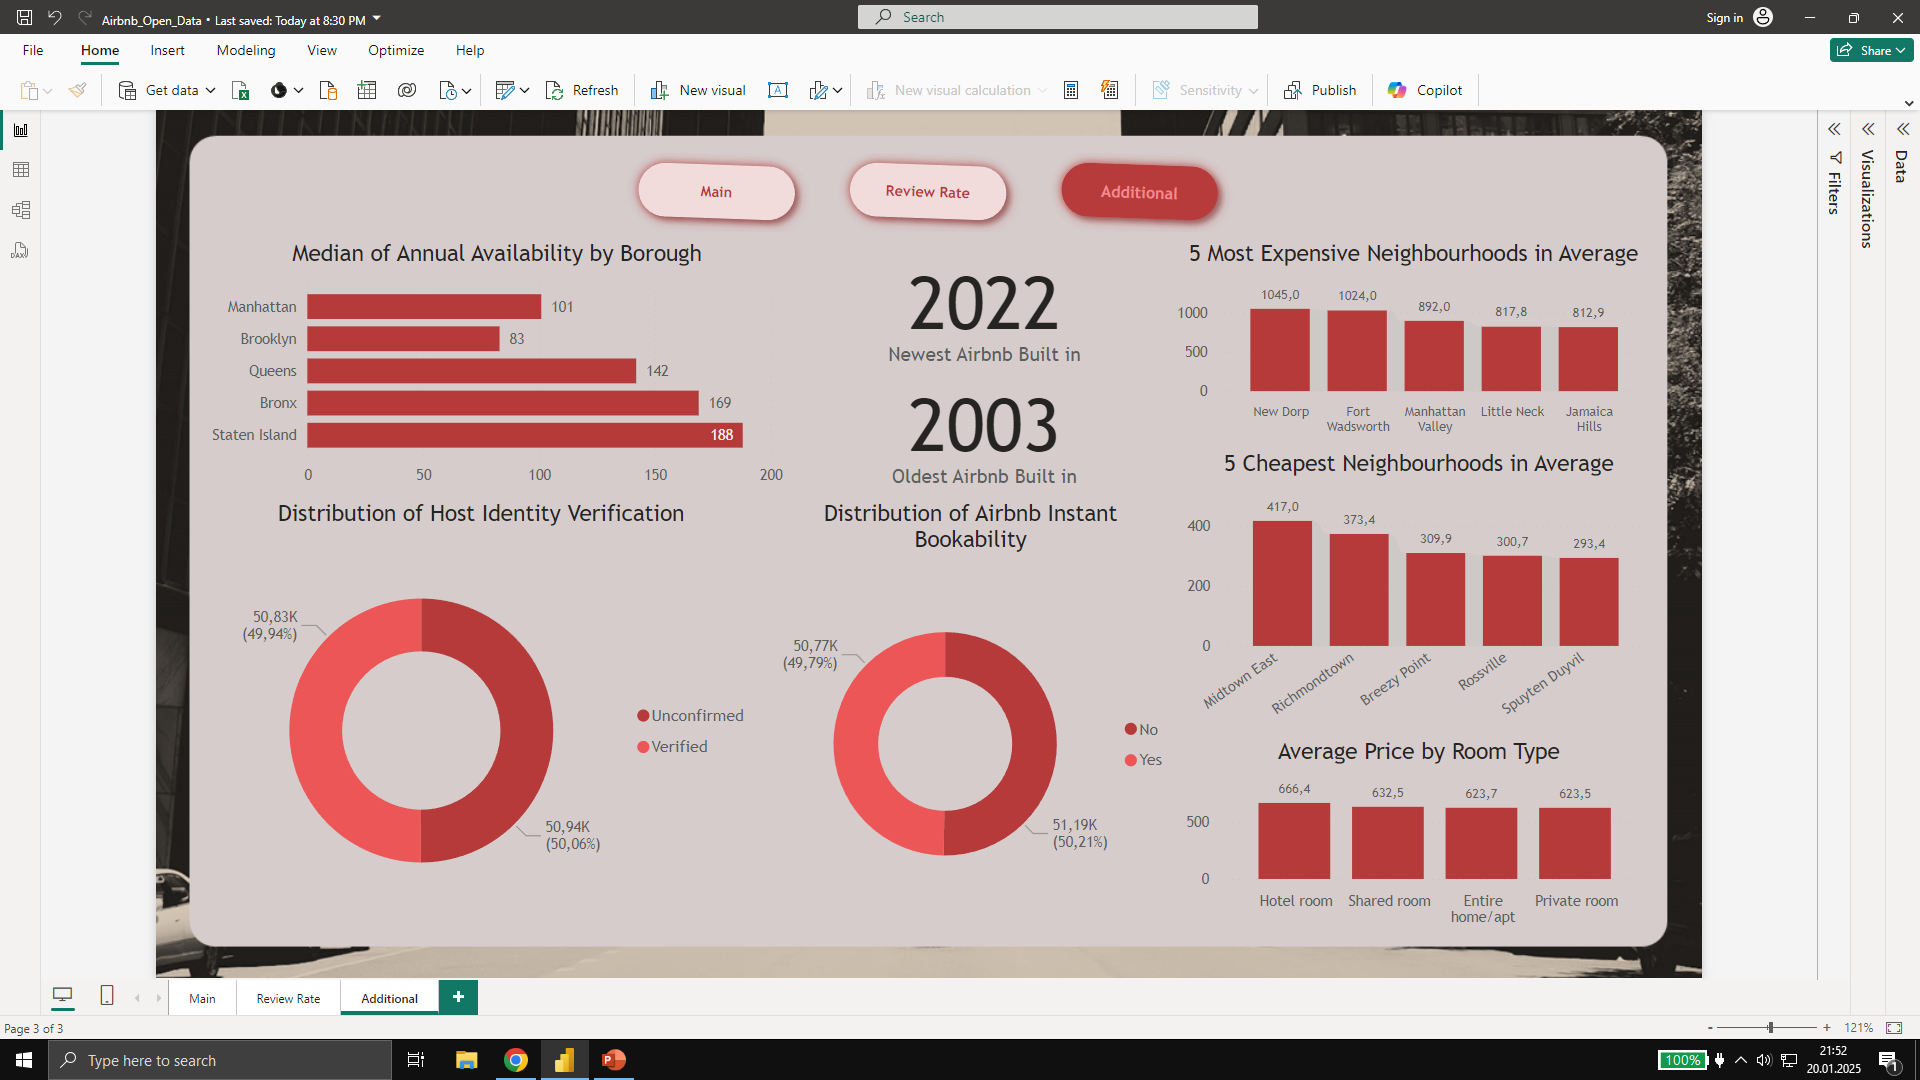 Airbnb_Open_Data • Last saved: Today at 8:30 PM
Search
Sign in
File
Home
Insert
Modeling
View
Optimize
Help
Share
Get data
Refresh
New visual
New visual calculation
Sensitivity
Publish
Copilot
Main
Review Rate
Additional
Median of Annual Availability by Borough
Manhattan
101
Brooklyn
83
Queens
142
Bronx
169
Staten Island
188
0
50
100
150
200
2022
Newest Airbnb Built in
2003
Oldest Airbnb Built in
5 Most Expensive Neighbourhoods in Average
1045,0
1024,0
892,0
817,8
812,9
1000
500
0
New Dorp
Fort
Wadsworth
Manhattan
Valley
Little Neck
Jamaica
Hills
5 Cheapest Neighbourhoods in Average
417,0
373,4
309,9
300,7
293,4
400
200
0
Midtown East
Richmondtown
Breezy Point
Rossville
Spuyten Duyvil
Distribution of Host Identity Verification
50,83K
(49,94%)
50,94K
(50,06%)
Unconfirmed
Verified
Distribution of Airbnb Instant
Bookability
50,77K
(49,79%)
51,19K
(50,21%)
No
Yes
Average Price by Room Type
666,4
632,5
623,7
623,5
500
0
Hotel room
Shared room
Entire
home/apt
Private room
Filters
Visualizations
Data
DAX
Main
Review Rate
Additional
Page 3 of 3
- + 121%
Type here to search
100%
21:52
20.01.2025
1